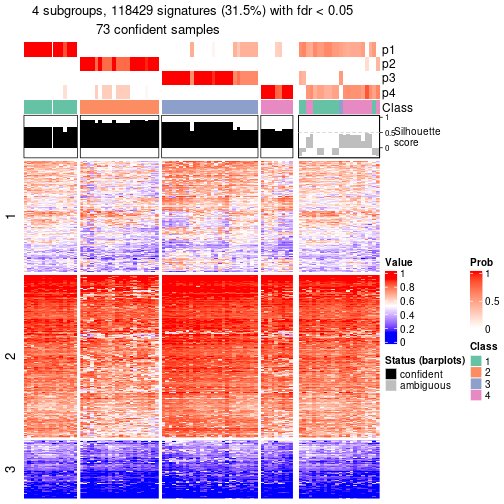 4 subgroups, 118429 signatures (31.5%) with fdr < 0.05
73 confident samples
p1
p2
p3
p4
Class
1
0.5
0
Silhouette
score
1
2
3
Value
1
0.8
0.6
0.4
0.2
0
Prob
1
0.5
0
Status (barplots)
confident
ambiguous
Class
1
2
3
4